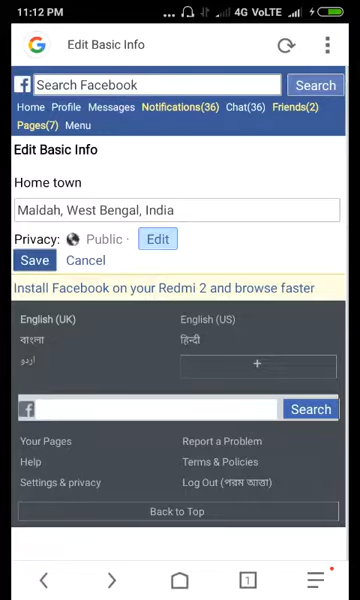 11:12 PM ... 4G VoLTE
G Edit Basic Info
f Search Facebook Search
Home Profile Messages Notifications(36) Chat(36) Friends(2)
Pages(7) Menu
Edit Basic Info
Home town
Maldah, West Bengal, India
Privacy: Public · Edit
Save Cancel
Install Facebook on your Redmi 2 and browse faster
English (UK) English (US)
বাংলা हिन्दी
اردو +
f Search
Your Pages Report a Problem
Help Terms & Policies
Settings & privacy Log Out (পরম আত্তা)
Back to Top
1